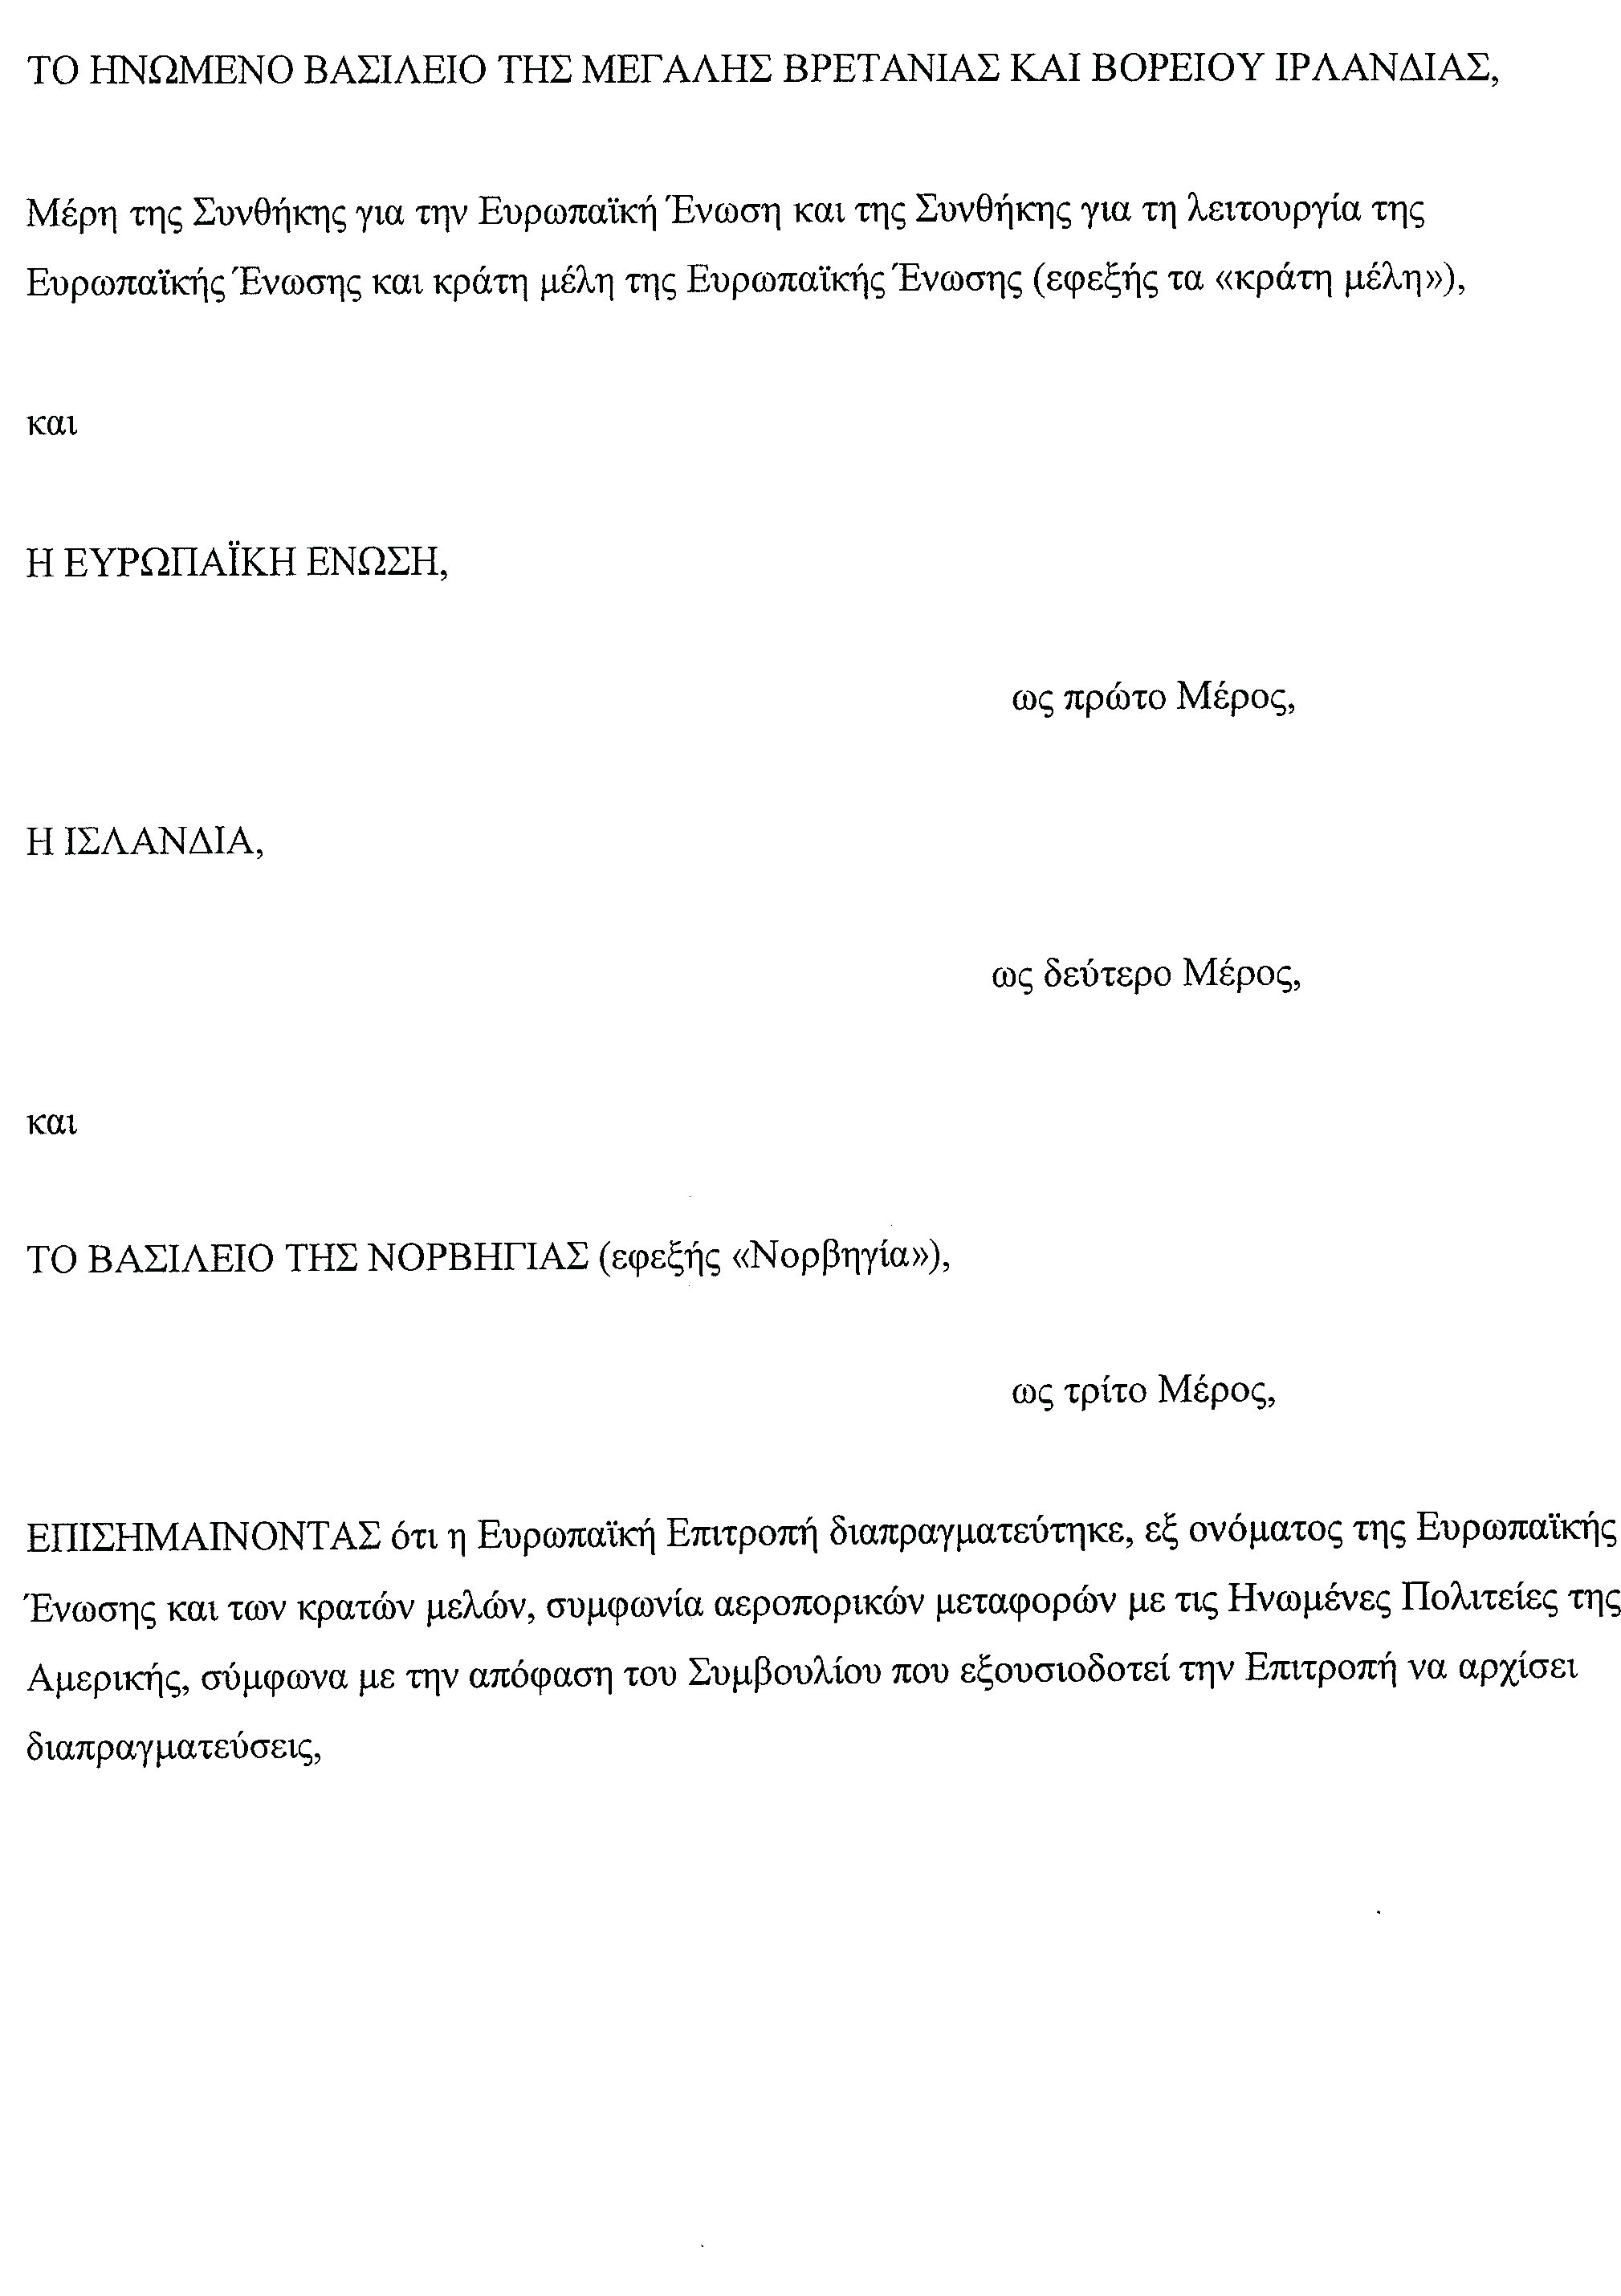 ΤΟ ΗΝΩΜΕΝΟ ΒΑΣΙΛΕΙΟ ΤΗΣ ΜΕΓΑΛΗΣ ΒΡΕΤΑΝΙΑΣ ΚΑΙ ΒΟΡΕΙΟΥ ΙΡΛΑΝΔΙΑΣ,
Μέρη της Συνθήκης για την Ευρωπαϊκή Ένωση και της Συνθήκης για τη λειτουργία της
Ευρωπαϊκής Ένωσης και κράτη μέλη της Ευρωπαϊκής Ένωσης (εφεξής τα «κράτη μέλη»),
και
Η ΕΥΡΩΠΑΪΚΗ ΕΝΩΣΗ,
ως πρώτο Μέρος,
Η ΙΣΛΑΝΔΙΑ,
ως δεύτερο Μέρος,
και
ΤΟ ΒΑΣΙΛΕΙΟ ΤΗΣ ΝΟΡΒΗΓΙΑΣ (εφεξής «Νορβηγία»),
ως τρίτο Μέρος,
ΕΠΙΣΗΜΑΙΝΟΝΤΑΣ ότι η Ευρωπαϊκή Επιτροπή διαπραγματεύτηκε, εξ ονόματος της Ευρωπαϊκής
Ένωσης και των κρατών μελών, συμφωνία αεροπορικών μεταφορών με τις Ηνωμένες Πολιτείες της
Αμερικής, σύμφωνα με την απόφαση του Συμβουλίου που εξουσιοδοτεί την Επιτροπή να αρχίσει
διαπραγματεύσεις,